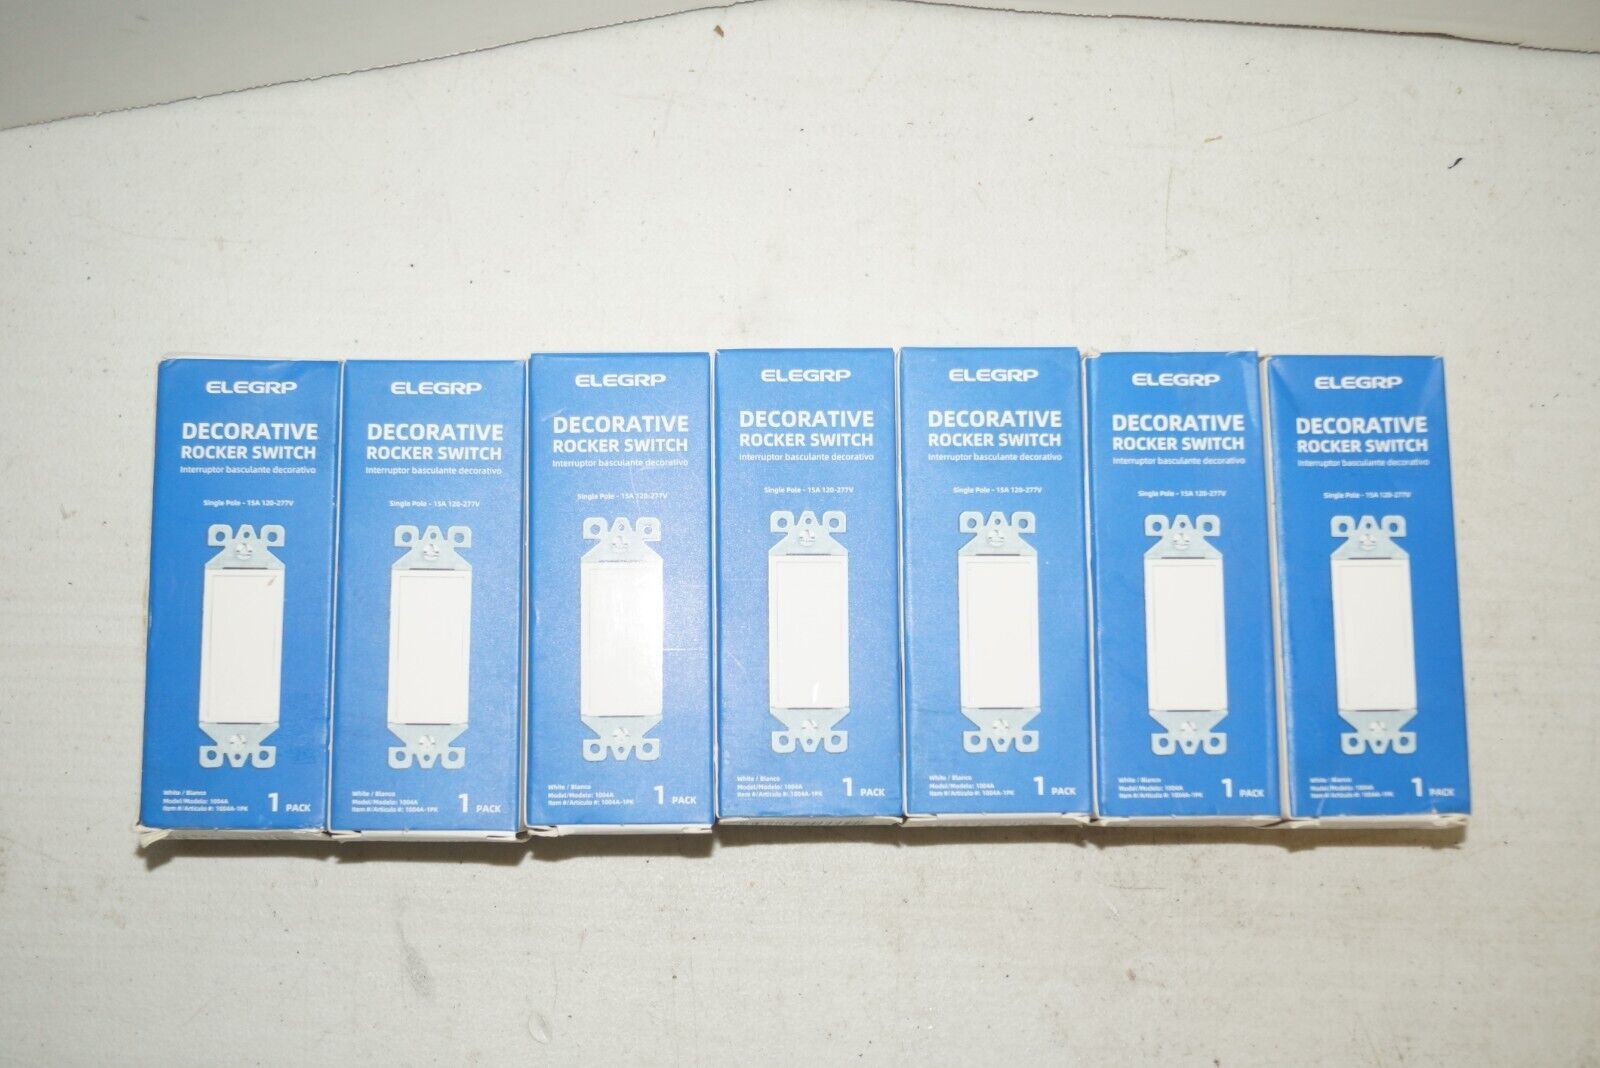 ELEGRP
DECORATIVE
ROCKER SWITCH
Interruptor basculante decorativo
Single Pole - 15A 120-277V
White / Blanco
Model/Modelo: 1004A
Item #/Artículo #: 1004A-1PK
1 PACK
ELEGRP
DECORATIVE
ROCKER SWITCH
Interruptor basculante decorativo
Single Pole - 15A 120-277V
White / Blanco
Model/Modelo: 1004A
Item #/Artículo #: 1004A-1PK
1 PACK
ELEGRP
DECORATIVE
ROCKER SWITCH
Interruptor basculante decorativo
Single Pole - 15A 120-277V
White / Blanco
Model/Modelo: 1004A
Item #/Artículo #: 1004A-1PK
1 PACK
ELEGRP
DECORATIVE
ROCKER SWITCH
Interruptor basculante decorativo
Single Pole - 15A 120-277V
White / Blanco
Model/Modelo: 1004A
Item #/Artículo #: 1004A-1PK
1 PACK
ELEGRP
DECORATIVE
ROCKER SWITCH
Interruptor basculante decorativo
Single Pole - 15A 120-277V
White / Blanco
Model/Modelo: 1004A
Item #/Artículo #: 1004A-1PK
1 PACK
ELEGRP
DECORATIVE
ROCKER SWITCH
Interruptor basculante decorativo
Single Pole - 15A 120-277V
White / Blanco
Model/Modelo: 1004A
Item #/Artículo #: 1004A-1PK
1 PACK
ELEGRP
DECORATIVE
ROCKER SWITCH
Interruptor basculante decorativo
Single Pole - 15A 120-277V
White / Blanco
Model/Modelo: 1004A
Item #/Artículo #: 1004A-1PK
1 PACK